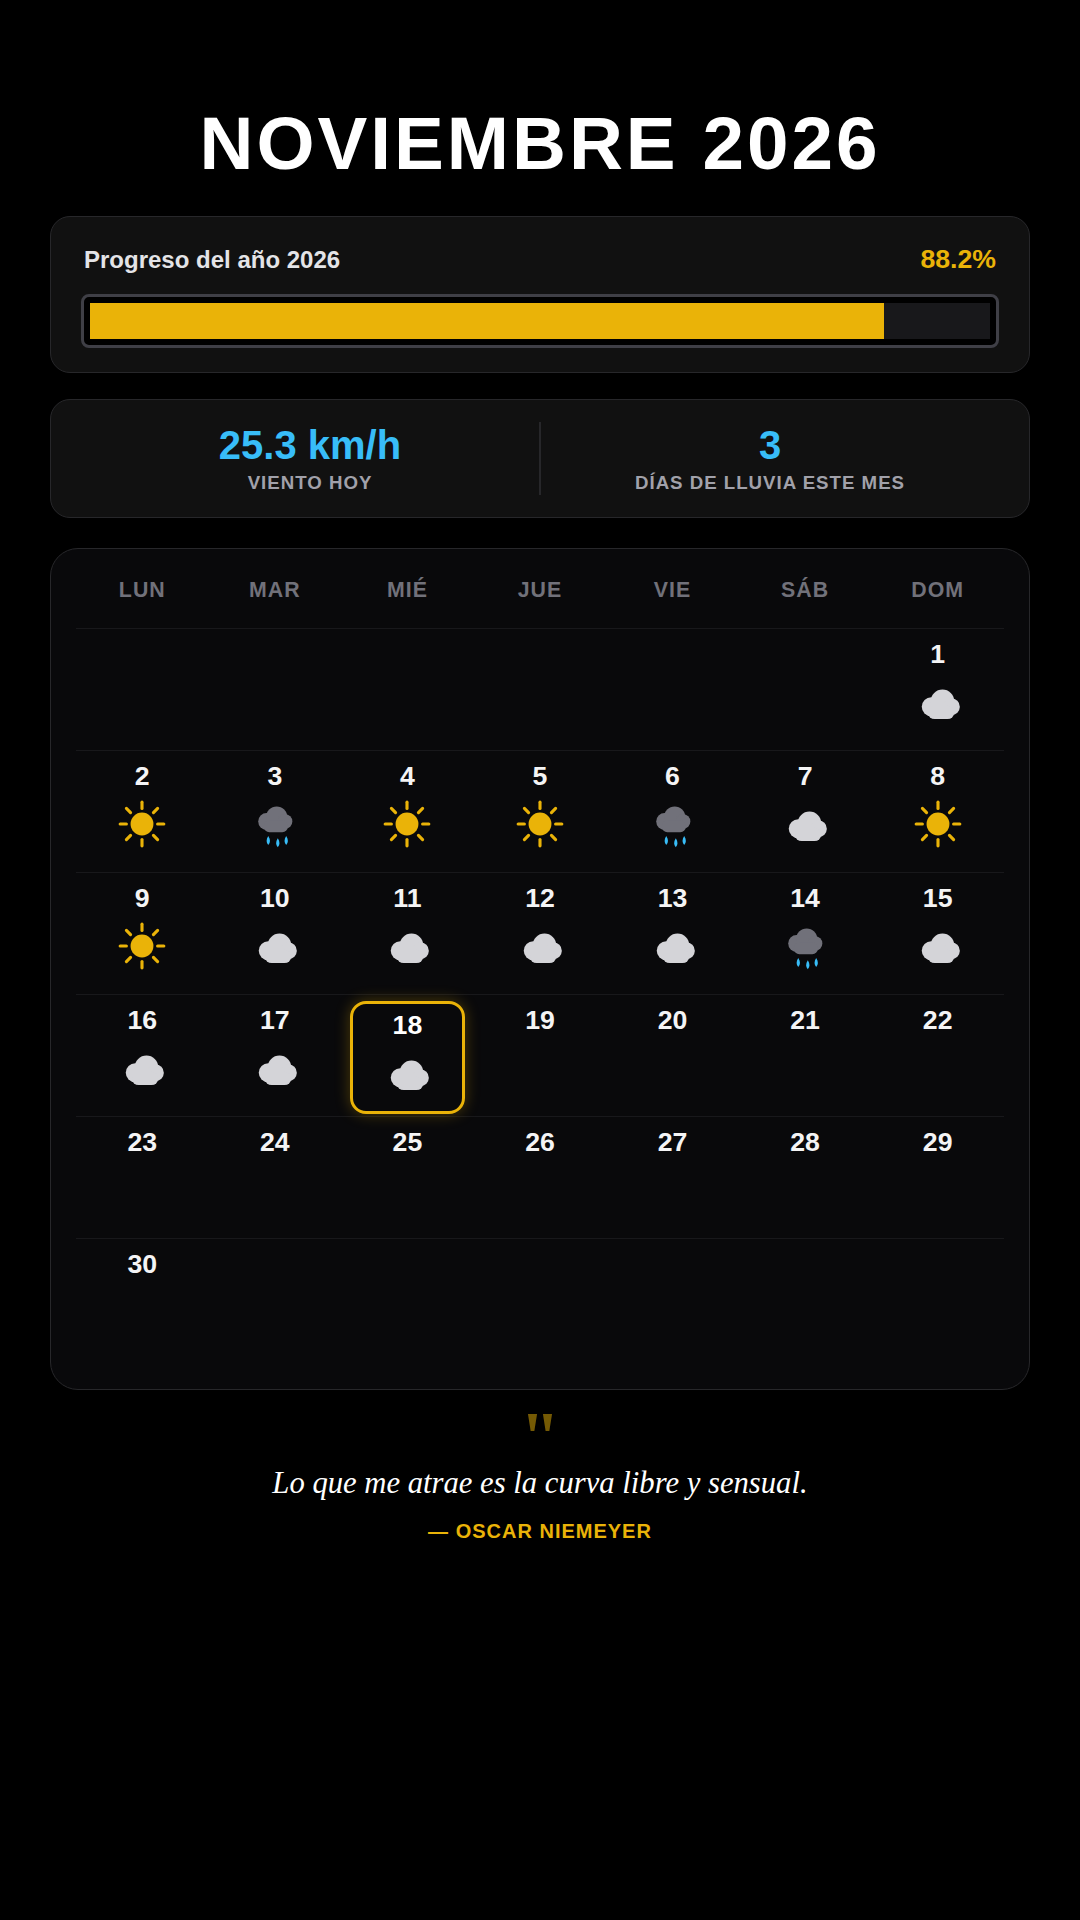 NOVIEMBRE 2026
Progreso del año 2026 88.2%
25.3 km/h 3
VIENTO HOY DÍAS DE LLUVIA ESTE MES
LUN MAR MIÉ JUE VIE SÁB DOM
1
2 3 4 5 6 7 8
9 10 11 12 13 14 15
16 17 18 19 20 21 22
23 24 25 26 27 28 29
30
"
Lo que me atrae es la curva libre y sensual.
— OSCAR NIEMEYER